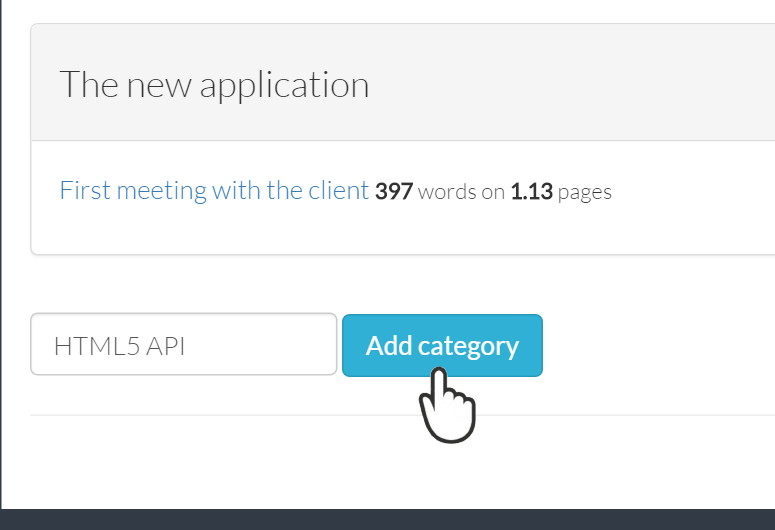 The new application
First meeting with the client 397 words on 1.13 pages
HTML5 API Add category